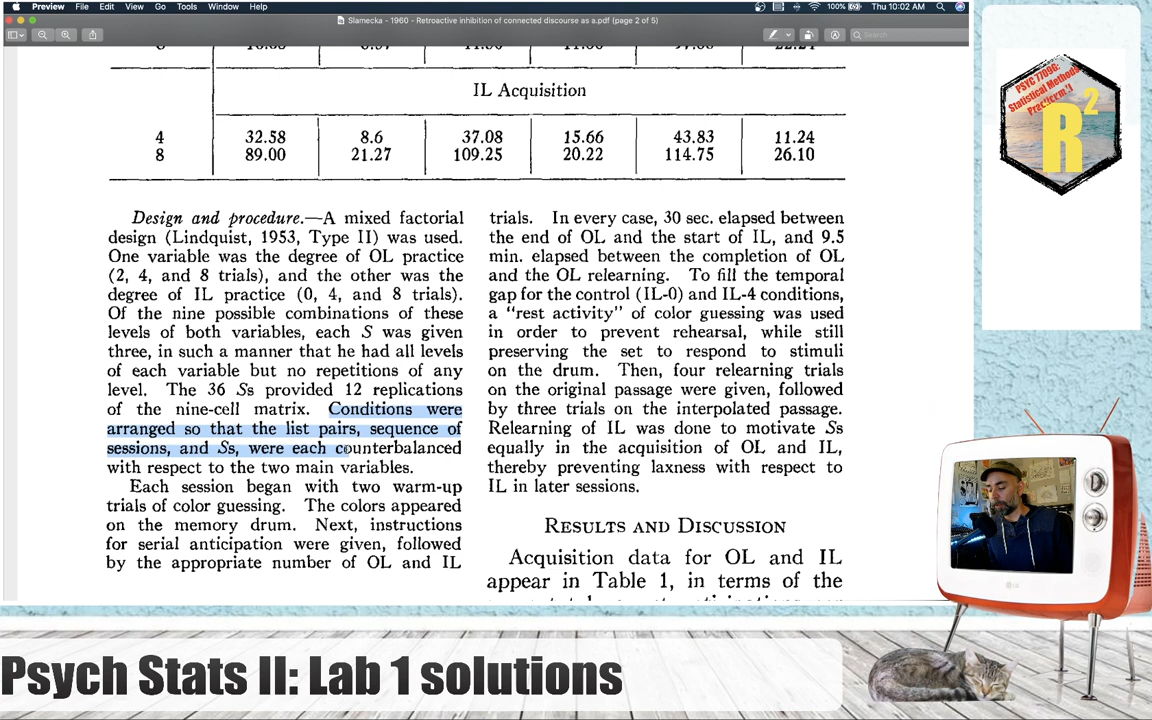 Preview File Edit View Go Tools Window Help 100% Thu 10:02 AM
Slamecka - 1960 - Retroactive inhibition of connected discourse as a.pdf (page 2 of 5)
Search
IL Acquisition
4 32.58 8.6 37.08 15.66 43.83 11.24
8 89.00 21.27 109.25 20.22 114.75 26.10
Design and procedure.—A mixed factorial
design (Lindquist, 1953, Type II) was used.
One variable was the degree of OL practice
(2, 4, and 8 trials), and the other was the
degree of IL practice (0, 4, and 8 trials).
Of the nine possible combinations of these
levels of both variables, each S was given
three, in such a manner that he had all levels
of each variable but no repetitions of any
level. The 36 Ss provided 12 replications
of the nine-cell matrix. Conditions were
arranged so that the list pairs, sequence of
sessions, and Ss, were each counterbalanced
with respect to the two main variables.
Each session began with two warm-up
trials of color guessing. The colors appeared
on the memory drum. Next, instructions
for serial anticipation were given, followed
by the appropriate number of OL and IL
trials. In every case, 30 sec. elapsed between
the end of OL and the start of IL, and 9.5
min. elapsed between the completion of OL
and the OL relearning. To fill the temporal
gap for the control (IL-0) and IL-4 conditions,
a “rest activity” of color guessing was used
in order to prevent rehearsal, while still
preserving the set to respond to stimuli
on the drum. Then, four relearning trials
on the original passage were given, followed
by three trials on the interpolated passage.
Relearning of IL was done to motivate Ss
equally in the acquisition of OL and IL,
thereby preventing laxness with respect to
IL in later sessions.
RESULTS AND DISCUSSION
Acquisition data for OL and IL
appear in Table 1, in terms of the
PSYC 7709G:
Statistical Methods
R2
LG
Psych Stats II: Lab 1 solutions